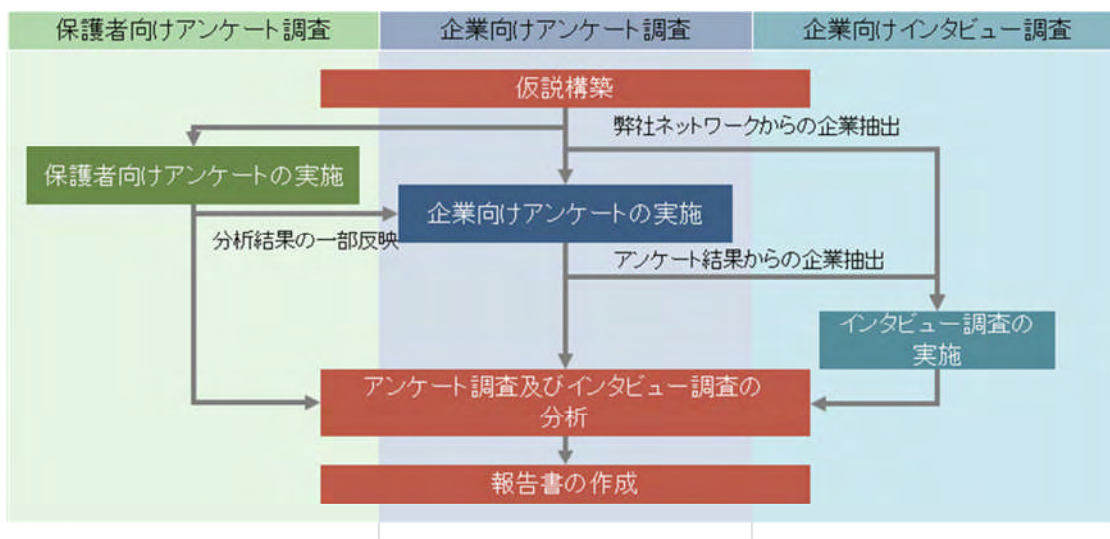 保護者向けアンケート調査
企業向けアンケート調査
企業向けインタビュー調査
仮説構築
弊社ネットワークからの企業抽出
保護者向けアンケートの実施
企業向けアンケートの実施
分析結果の一部反映
アンケート結果からの企業抽出
インタビュー調査の
実施
アンケート調査及びインタビュー調査の
分析
報告書の作成